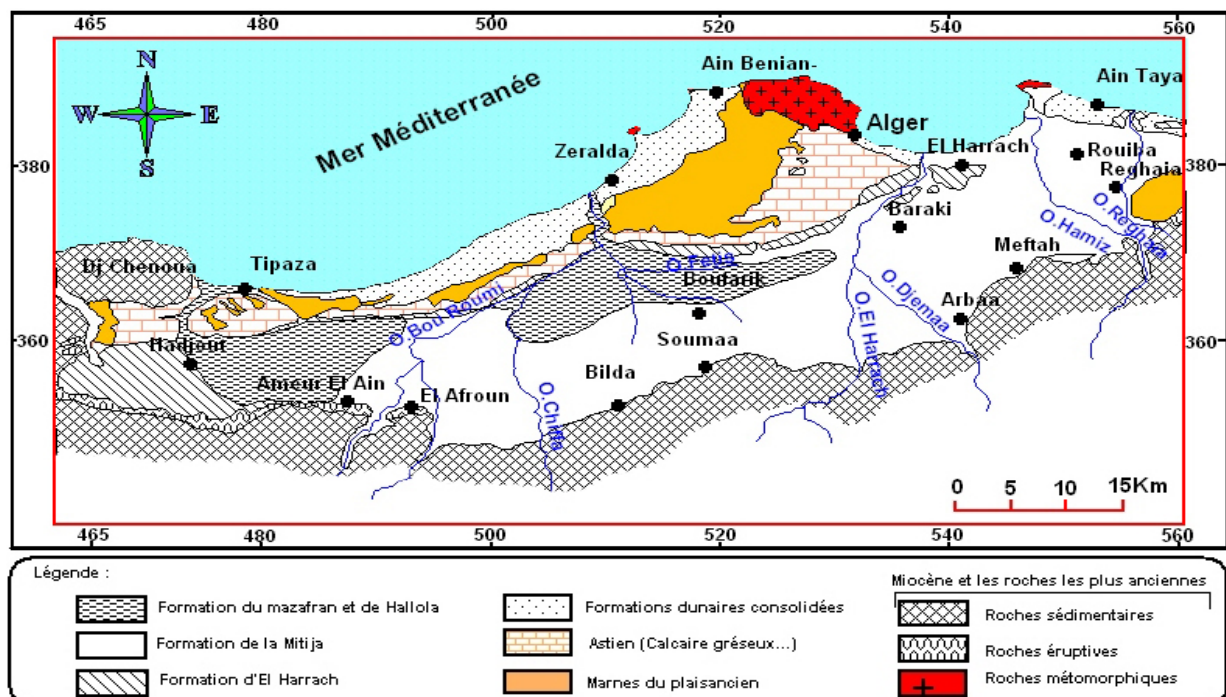 465 480 500 520 540 560
N
W E
S
Mer Méditerranée
Ain Benian-
Ain Taya
Alger
Zeralda
El Harrach
Rouiba
Reghaia
380 380
Baraki
O.Hamiz
O.Reghaia
Meftah
Dj Chenoua
Tipaza
O.Fetis
Boufarik
O.Djemaa
Arbaa
O.Bou Roumi
O.El Harrach
360 360
Hadjout
Soumaa
Ameur El Ain
Bilda
El Afroun
O.Chiffa
0 5 10 15Km
465 480 500 520 540 560
Légende :
Formation du mazafran et de Hallola
Formation de la Mitija
Formation d'El Harrach
Formations dunaires consolidées
Astien (Calcaire gréseux...)
Marnes du plaisancien
Miocène et les roches les plus anciennes
Roches sédimentaires
Roches éruptives
Roches métomorphiques